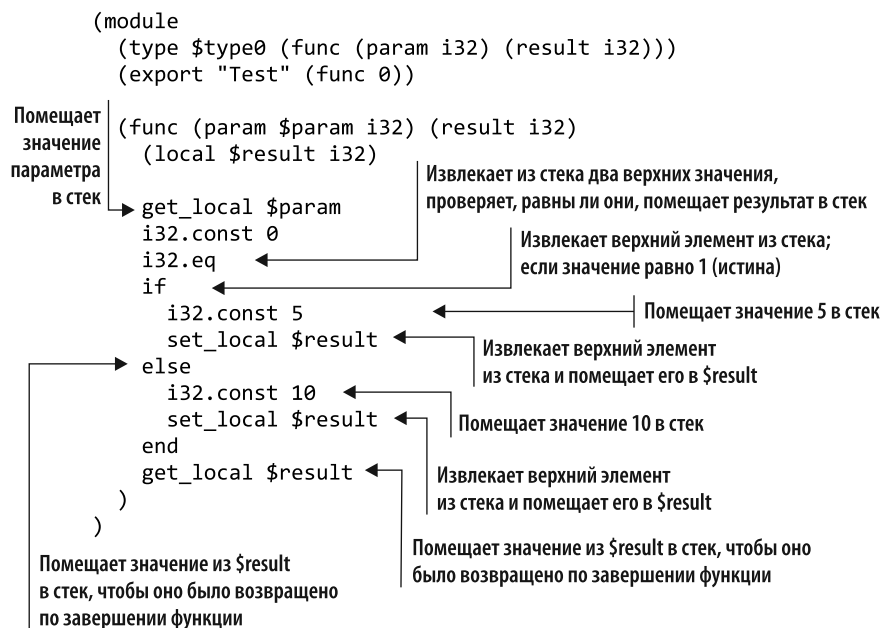 (module
(type $type0 (func (param i32) (result i32)))
(export "Test" (func 0))
Помещает
значение
параметра
в стек
(func (param $param i32) (result i32)
(local $result i32)
Извлекает из стека два верхних значения,
проверяет, равны ли они, помещает результат в стек
get_local $param
i32.const 0
i32.eq
Извлекает верхний элемент из стека;
если значение равно 1 (истина)
if
i32.const 5
Помещает значение 5 в стек
set_local $result
Извлекает верхний элемент
из стека и помещает его в $result
else
i32.const 10
Помещает значение 10 в стек
set_local $result
Извлекает верхний элемент
из стека и помещает его в $result
end
get_local $result
Помещает значение из $result в стек, чтобы оно
было возвращено по завершении функции
)
)
Помещает значение из $result
в стек, чтобы оно было возвращено
по завершении функции